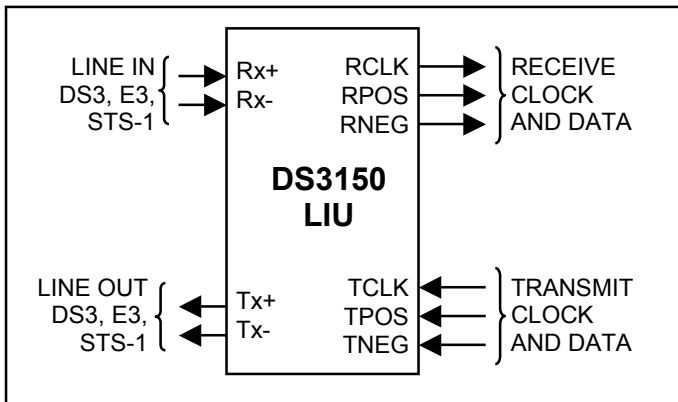 LINE IN
DS3, E3,
STS-1
Rx+
Rx-
RCLK
RPOS
RNEG
RECEIVE
CLOCK
AND DATA
DS3150
LIU
LINE OUT
DS3, E3,
STS-1
Tx+
Tx-
TCLK
TPOS
TNEG
TRANSMIT
CLOCK
AND DATA